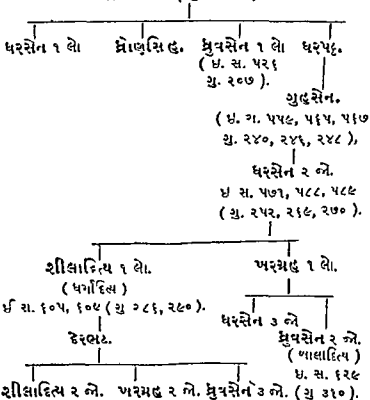 ધરસેન ૧ લો દ્રોણસિંહ. ધ્રુવસેન ૧ લો ધરપટ્ટ.
( ઇ. સ. ૫૨૬
ગુ. ૨૦૭ ).
ગુહસેન.
( ઇ. સ. ૫૫૯, ૫૬૫, ૫૬૭
ગુ. ૨૪૦, ૨૪૬, ૨૪૮ ),
ધરસેન ૨ જો.
ઇ સ. ૫૭૧, ૫૮૮, ૫૮૯
( ગુ. ૨૫૨, ૨૬૯, ૨૭૦ ).
શીલાદિત્ય ૧ લો. ખરગ્રહ ૧ લો.
( ધર્માદિત્ય )
ઈ સ. ૬૦૫, ૬૦૯ ( ગુ ૨૮૬, ૨૯૦ ).
ધરસેન ૩ જો
ધ્રુવસેન ૨ જો.
દેરભટ.
( બાલાદિત્ય )
ઇ. સ. ૬૨૯
શીલાદિત્ય ૨ જો. ખરગ્રહ ૨ જો. ધ્રુવસેન ૩ જો. ( ગુ ૩૧૦ ).